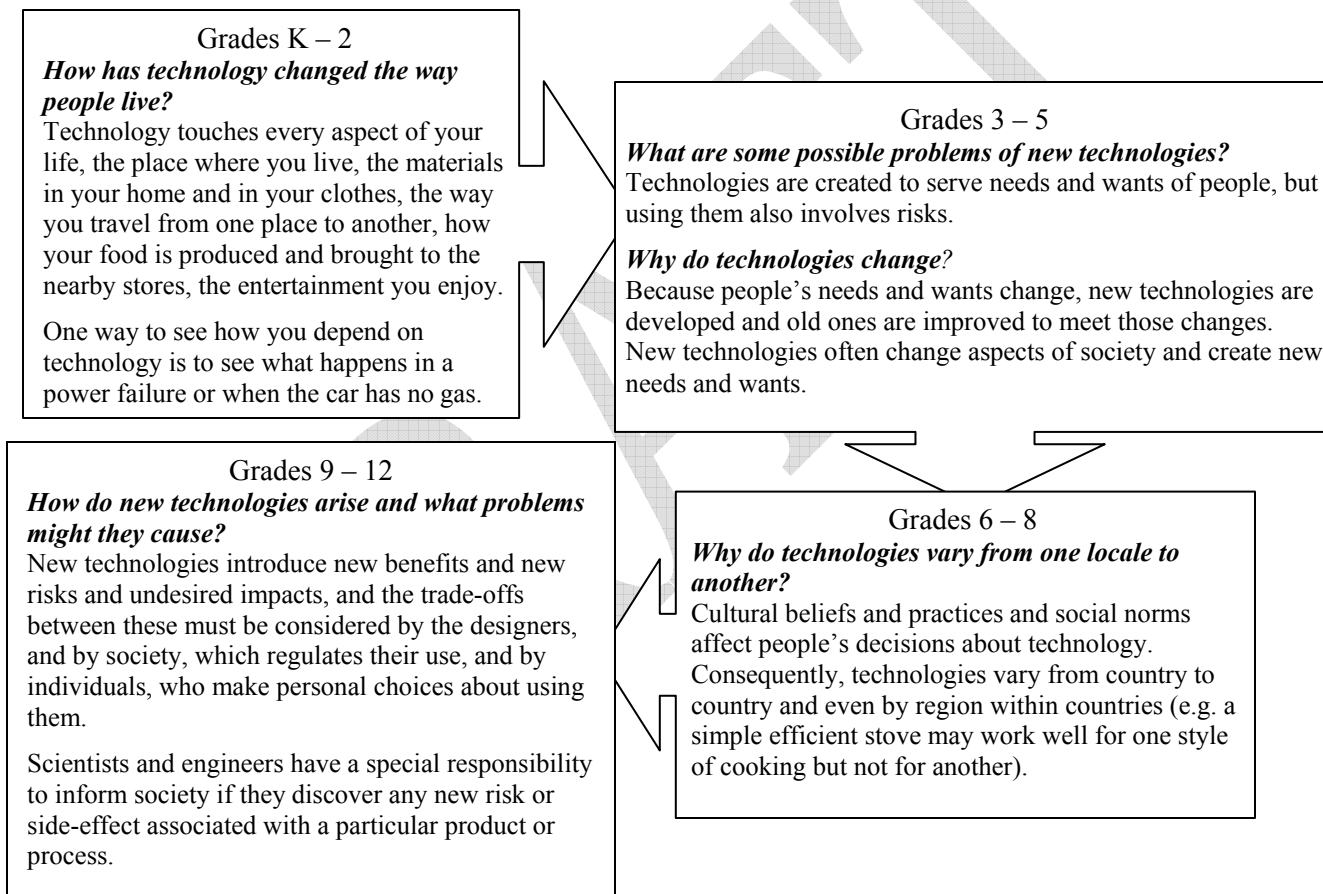 Grades K – 2
How has technology changed the way
people live?
Technology touches every aspect of your
life, the place where you live, the materials
in your home and in your clothes, the way
you travel from one place to another, how
your food is produced and brought to the
nearby stores, the entertainment you enjoy.
One way to see how you depend on
technology is to see what happens in a
power failure or when the car has no gas.
Grades 3 – 5
What are some possible problems of new technologies?
Technologies are created to serve needs and wants of people, but
using them also involves risks.
Why do technologies change?
Because people’s needs and wants change, new technologies are
developed and old ones are improved to meet those changes.
New technologies often change aspects of society and create new
needs and wants.
Grades 6 – 8
Why do technologies vary from one locale to
another?
Cultural beliefs and practices and social norms
affect people’s decisions about technology.
Consequently, technologies vary from country to
country and even by region within countries (e.g. a
simple efficient stove may work well for one style
of cooking but not for another).
Grades 9 – 12
How do new technologies arise and what problems
might they cause?
New technologies introduce new benefits and new
risks and undesired impacts, and the trade-offs
between these must be considered by the designers,
and by society, which regulates their use, and by
individuals, who make personal choices about using
them.
Scientists and engineers have a special responsibility
to inform society if they discover any new risk or
side-effect associated with a particular product or
process.